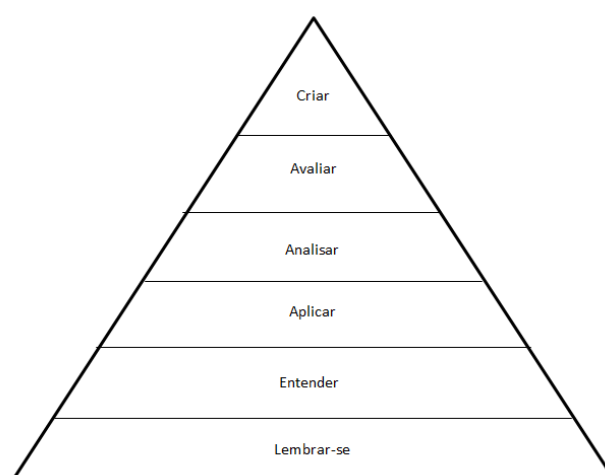 Criar
Avaliar
Analisar
Aplicar
Entender
Lembrar-se